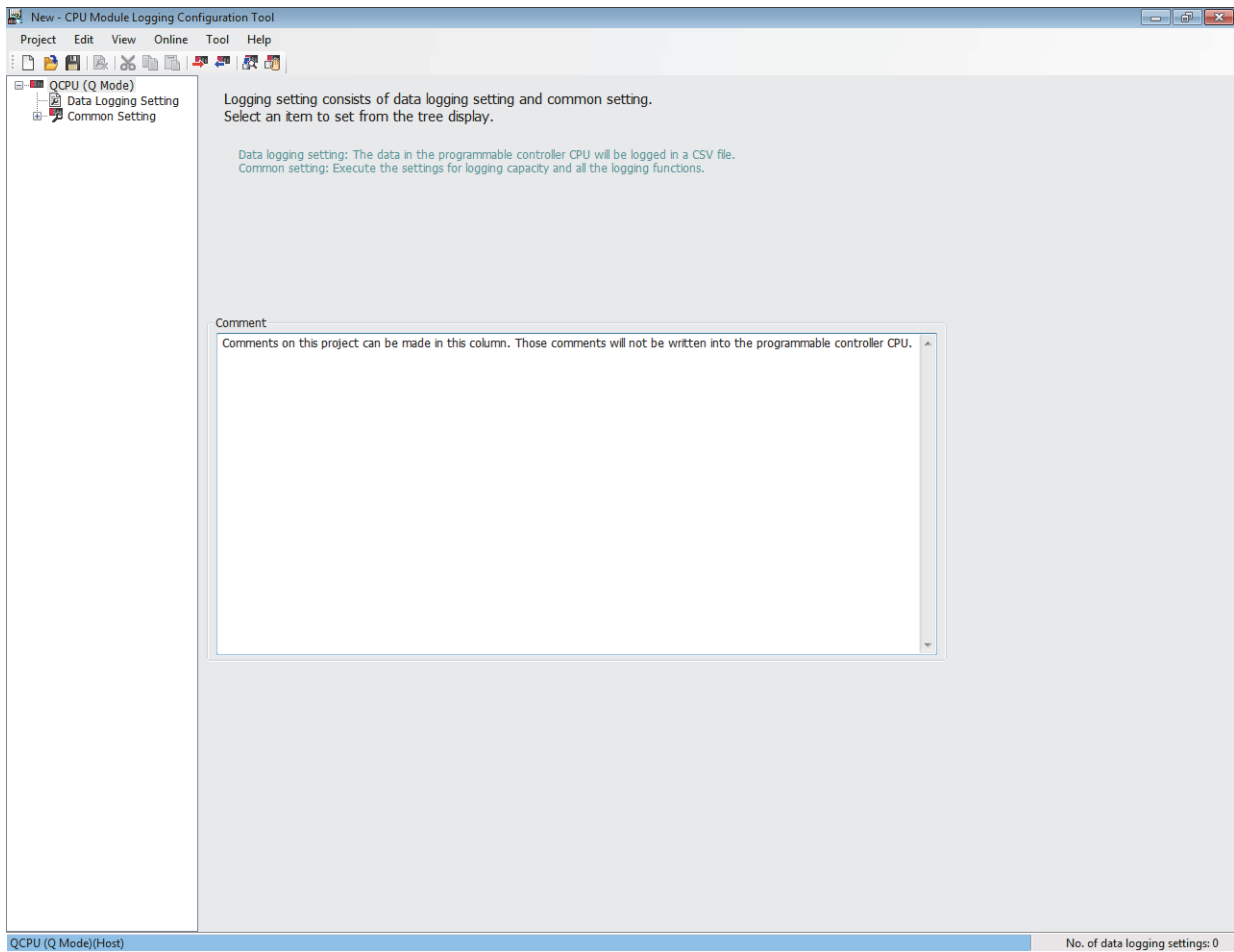 New - CPU Module Logging Configuration Tool
Project Edit View Online Tool Help
QCPU (Q Mode)
Data Logging Setting
Common Setting
Logging setting consists of data logging setting and common setting.
Select an item to set from the tree display.
Data logging setting: The data in the programmable controller CPU will be logged in a CSV file.
Common setting: Execute the settings for logging capacity and all the logging functions.
Comment
Comments on this project can be made in this column. Those comments will not be written into the programmable controller CPU.
QCPU (Q Mode)(Host)
No. of data logging settings: 0